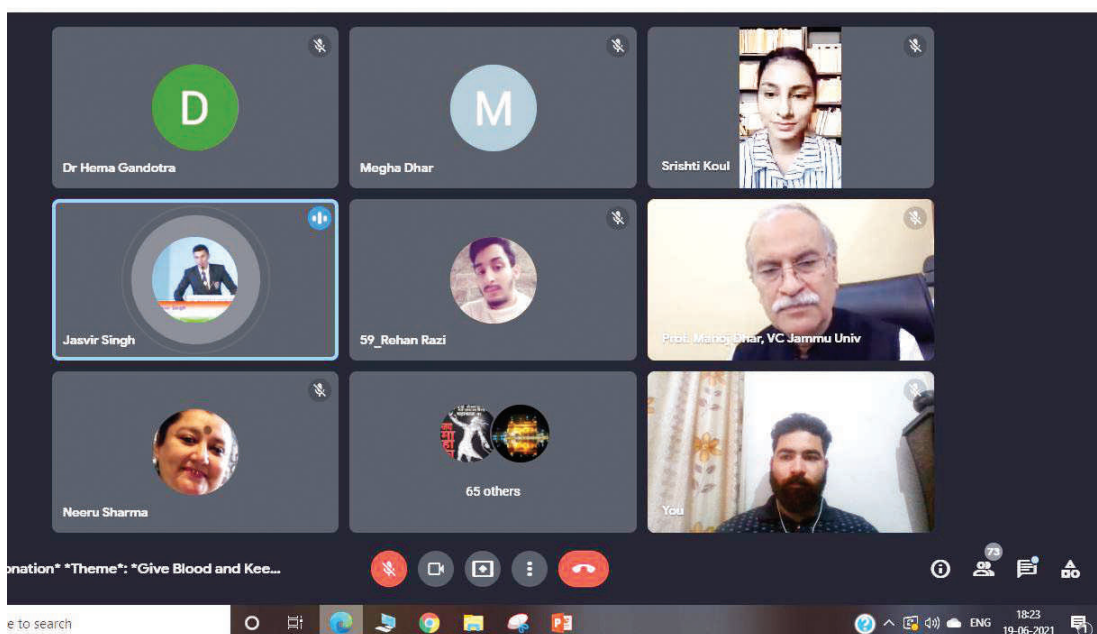 D
Dr Hema Gandotra
M
Megha Dhar
Srishti Koul
Jasvir Singh
59_Rehan Razi
Prof. Manoj Dhar, VC Jammu Univ
Neeru Sharma
65 others
You
onation* *Theme*: *Give Blood and Kee...
73
e to search
ENG
18:23
19-06-2021
1